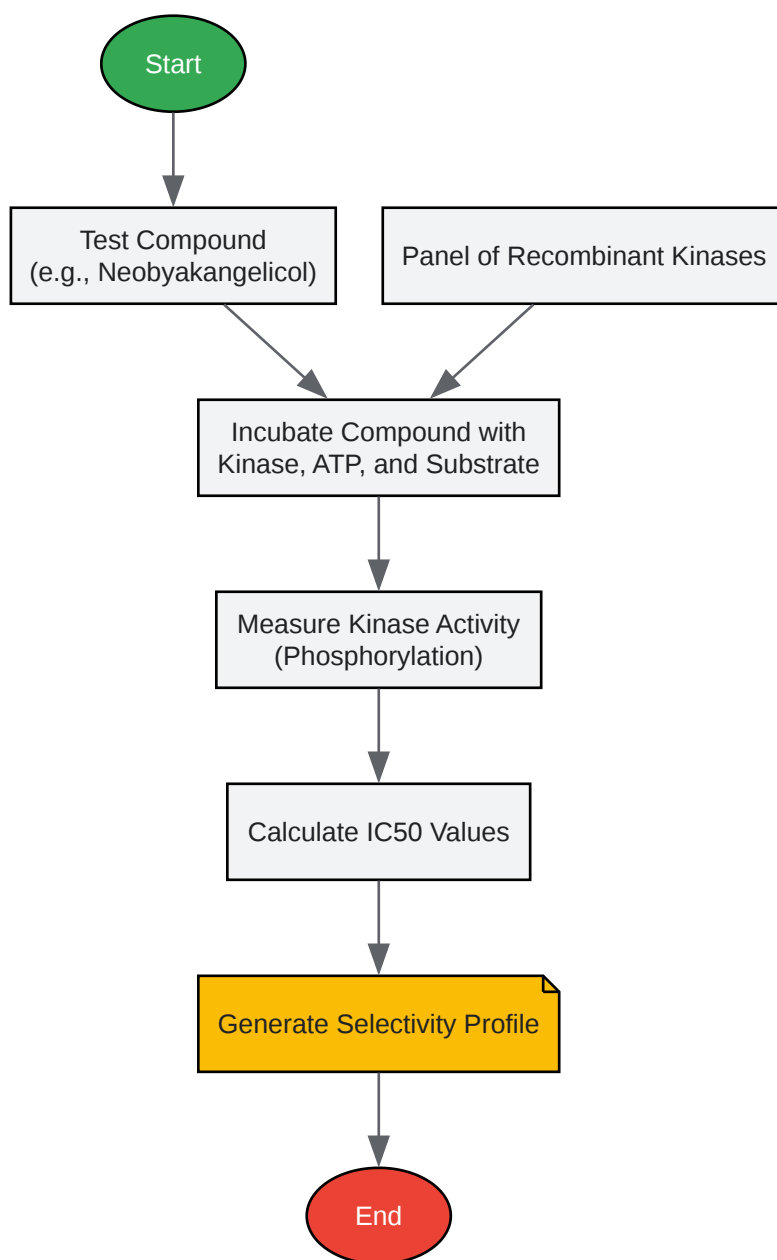 Start
Test Compound
(e.g., Neobyakangelicol)
Panel of Recombinant Kinases
Incubate Compound with
Kinase, ATP, and Substrate
Measure Kinase Activity
(Phosphorylation)
Calculate IC50 Values
Generate Selectivity Profile
End